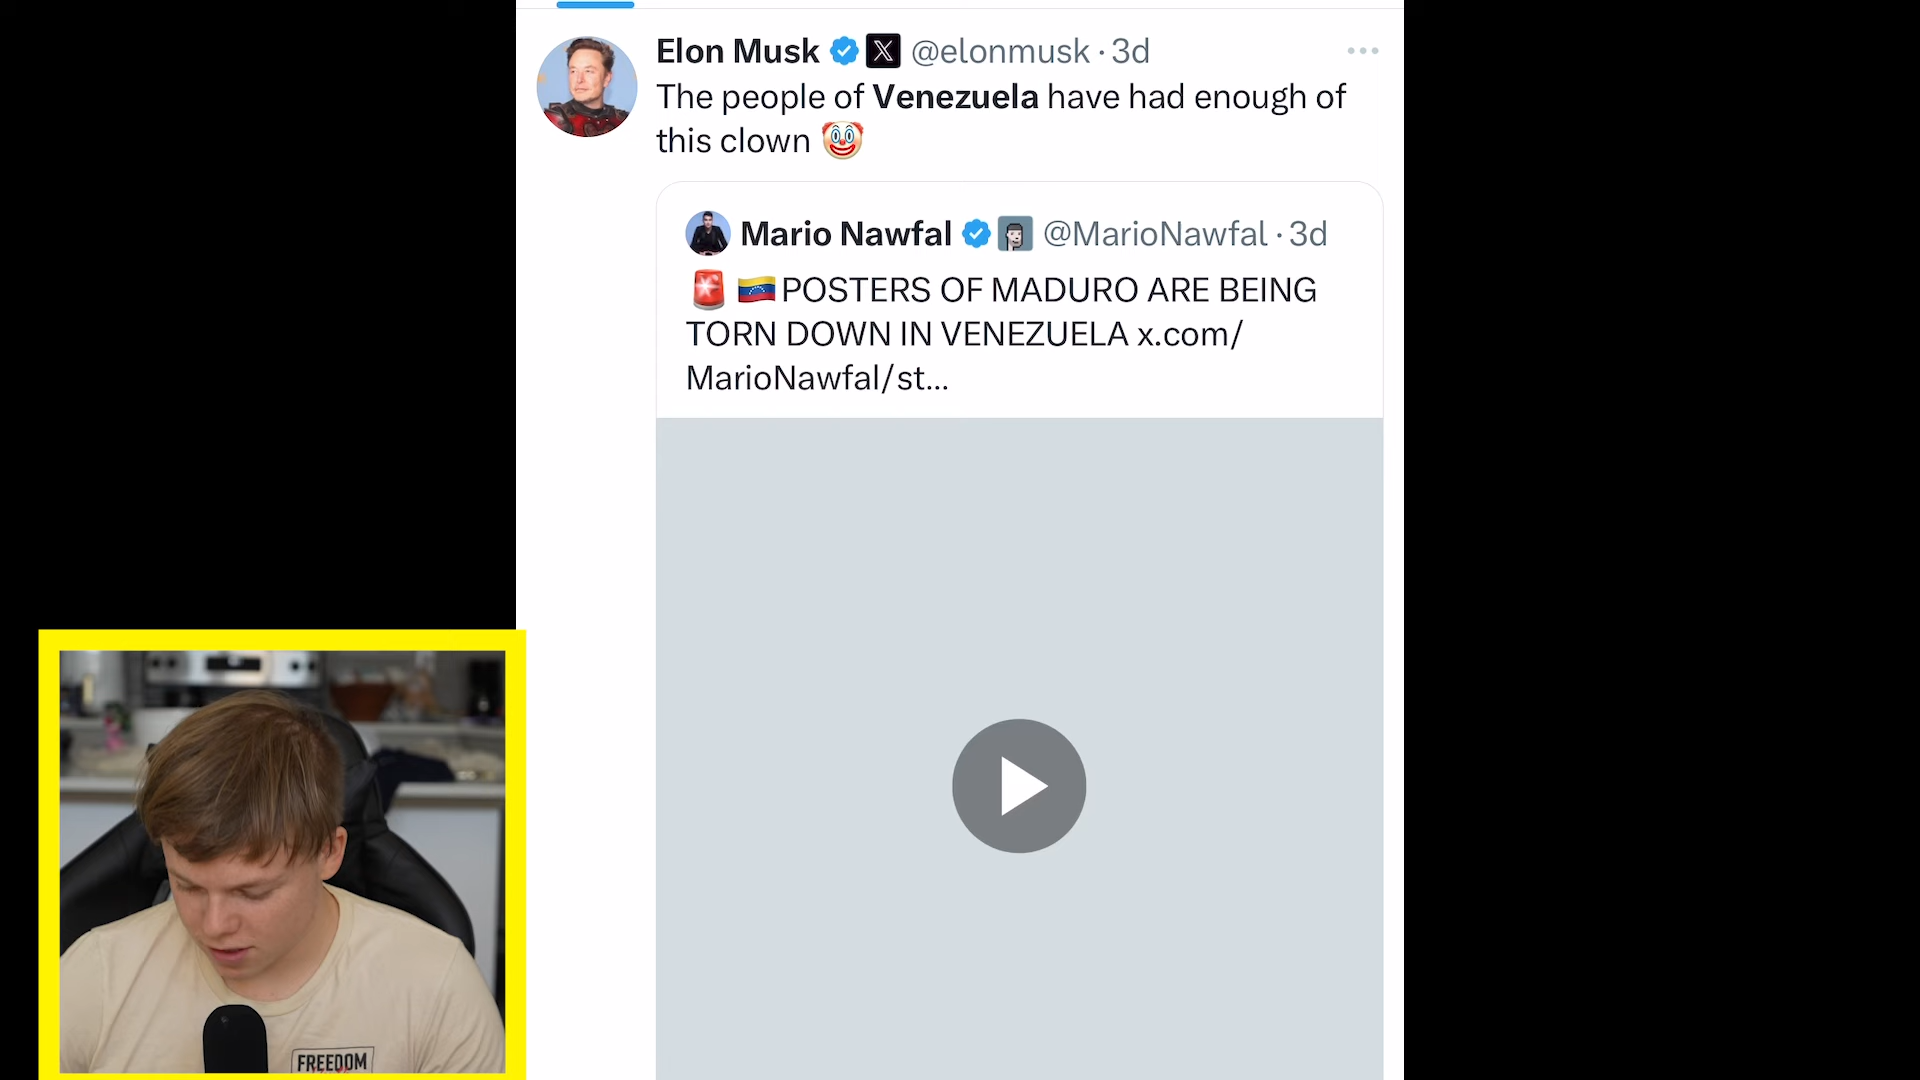 Elon Musk @elonmusk · 3d
The people of Venezuela have had enough of
this clown 🤡
Mario Nawfal @MarioNawfal · 3d
🚨 🇻🇪POSTERS OF MADURO ARE BEING
TORN DOWN IN VENEZUELA x.com/
MarioNawfal/st...
FREEDOM